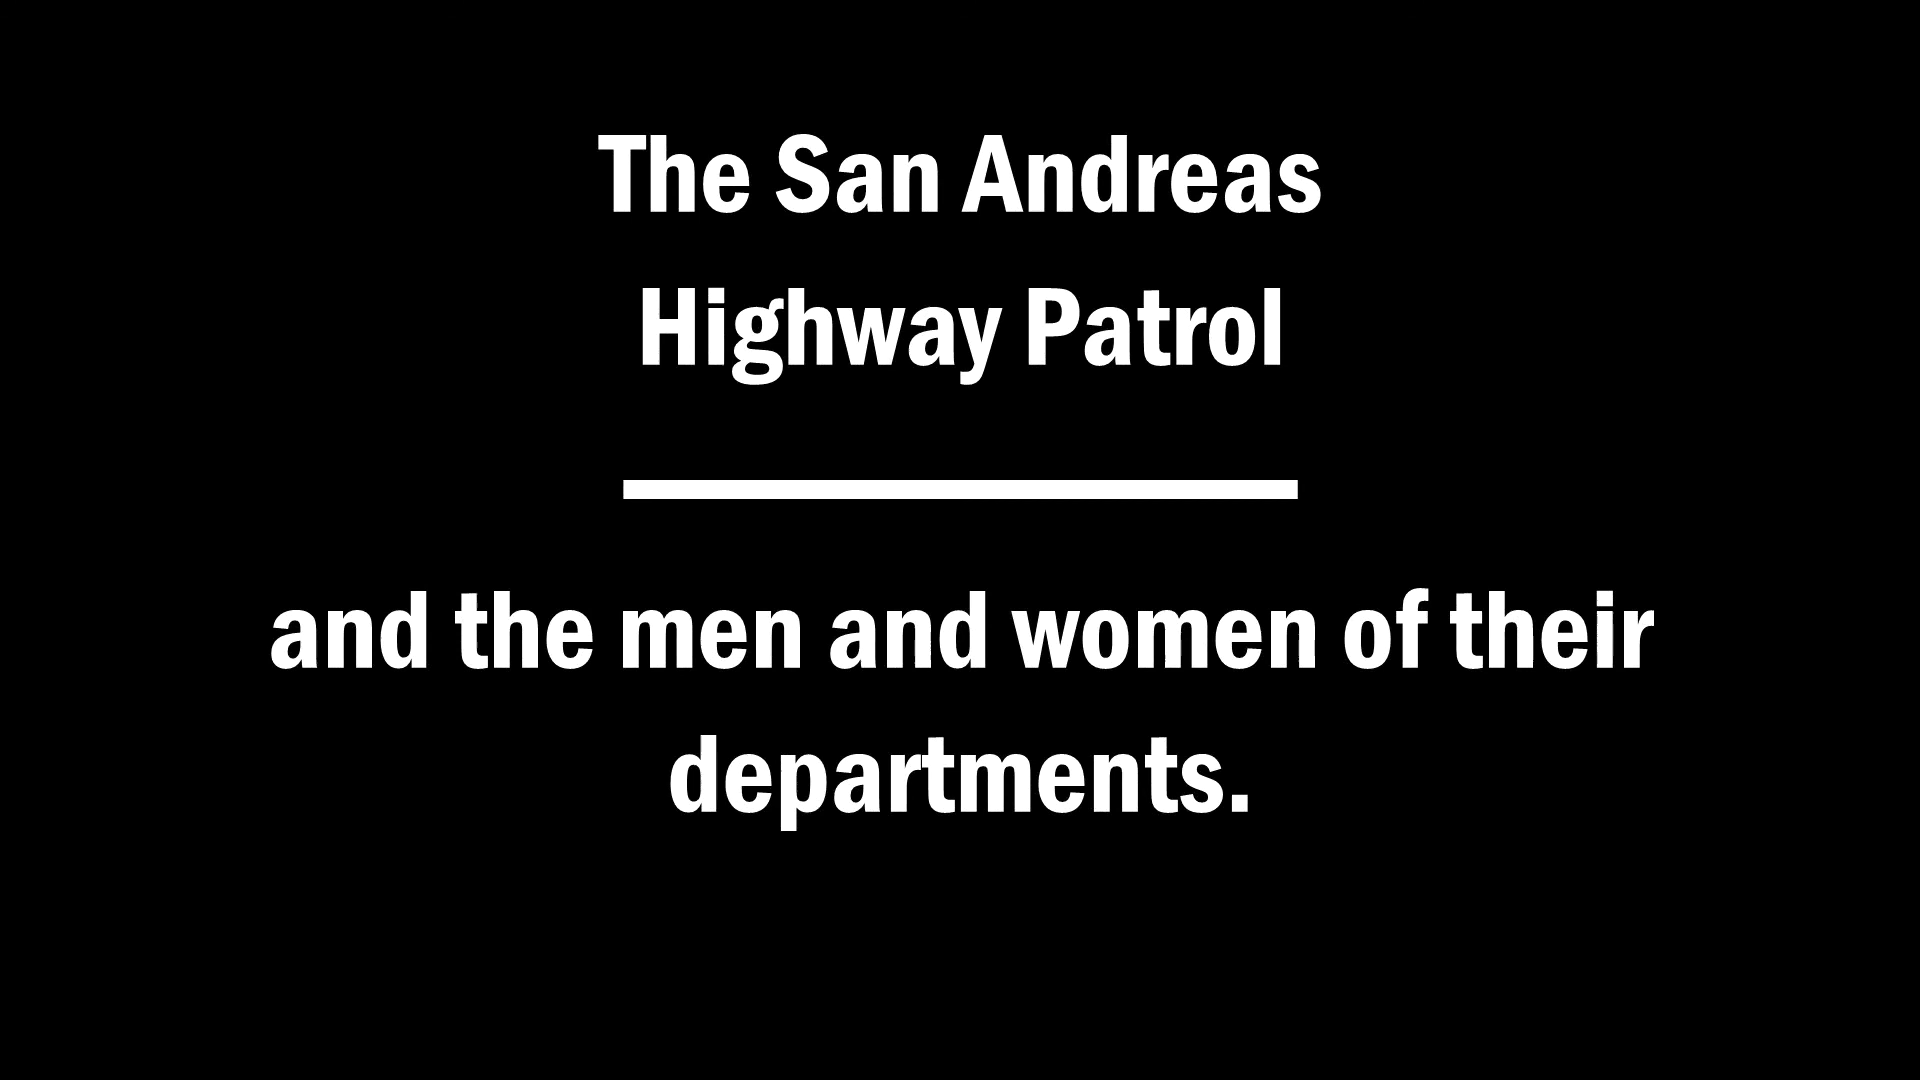 The San Andreas
Highway Patrol
and the men and women of their
departments.